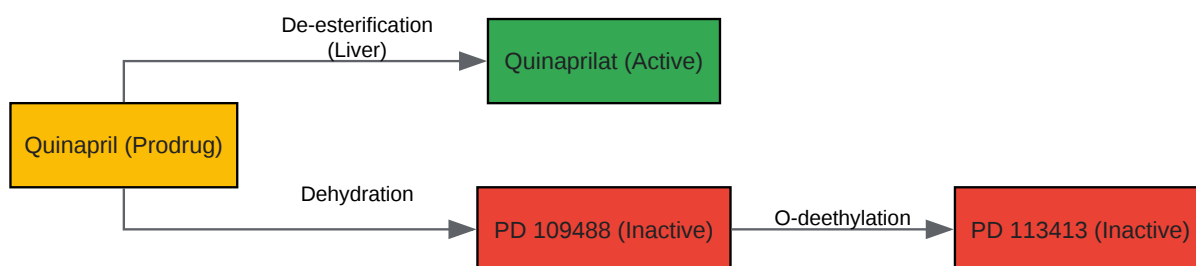 De-esterification
(Liver)
Quinaprilat (Active)
Quinapril (Prodrug)
Dehydration
PD 109488 (Inactive)
O-deethylation
PD 113413 (Inactive)